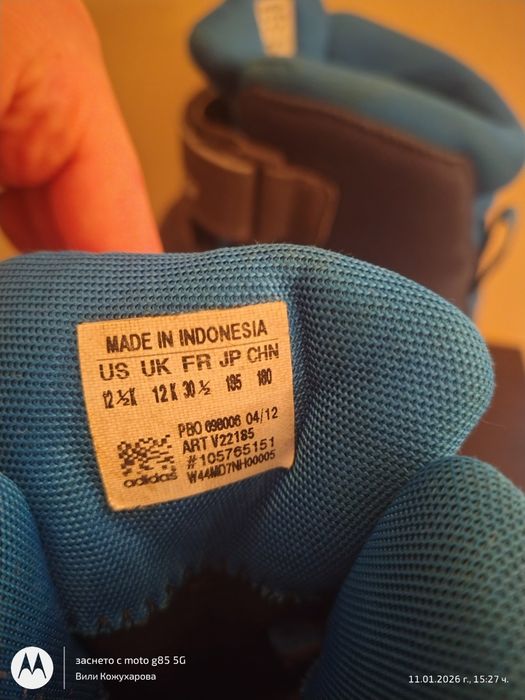 MADE IN INDONESIA
US UK FR JP CHN
12 ½K 12 K 30 ½ 195 180
PBO 698006 04/12
ART V22185
#105765151
W44MD7NH00005
adidas
заснето с moto g85 5G
Вили Кожухарова
11.01.2026 г., 15:27 ч.